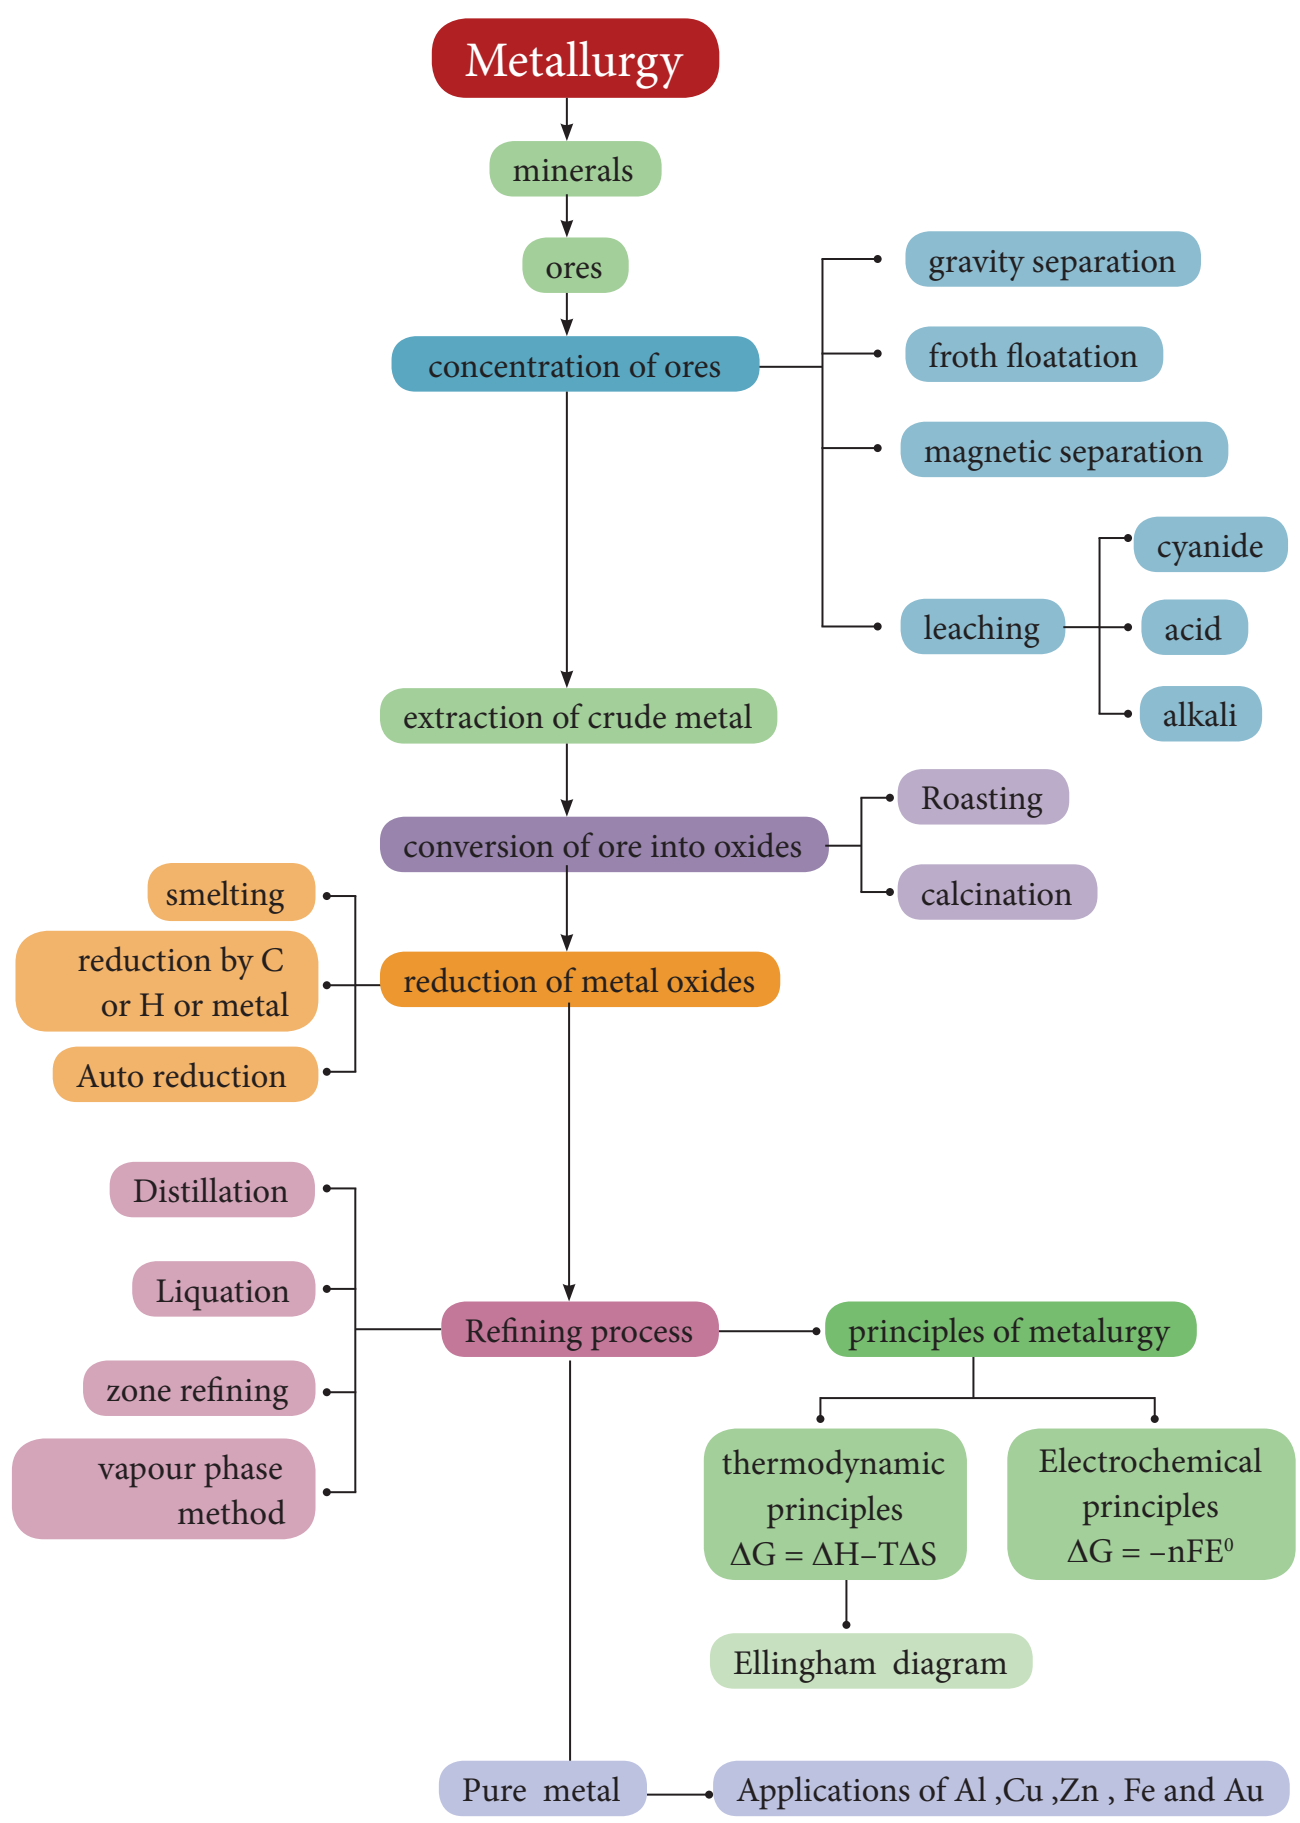 Metallurgy
minerals
ores
concentration of ores
gravity separation
froth floatation
magnetic separation
leaching
cyanide
acid
alkali
extraction of crude metal
conversion of ore into oxides
Roasting
calcination
reduction of metal oxides
smelting
reduction by C
or H or metal
Auto reduction
Refining process
Distillation
Liquation
zone refining
vapour phase
method
principles of metalurgy
thermodynamic
principles
ΔG = ΔH–TΔS
Electrochemical
principles
ΔG = –nFE⁰
Ellingham diagram
Pure metal
Applications of Al ,Cu ,Zn , Fe and Au